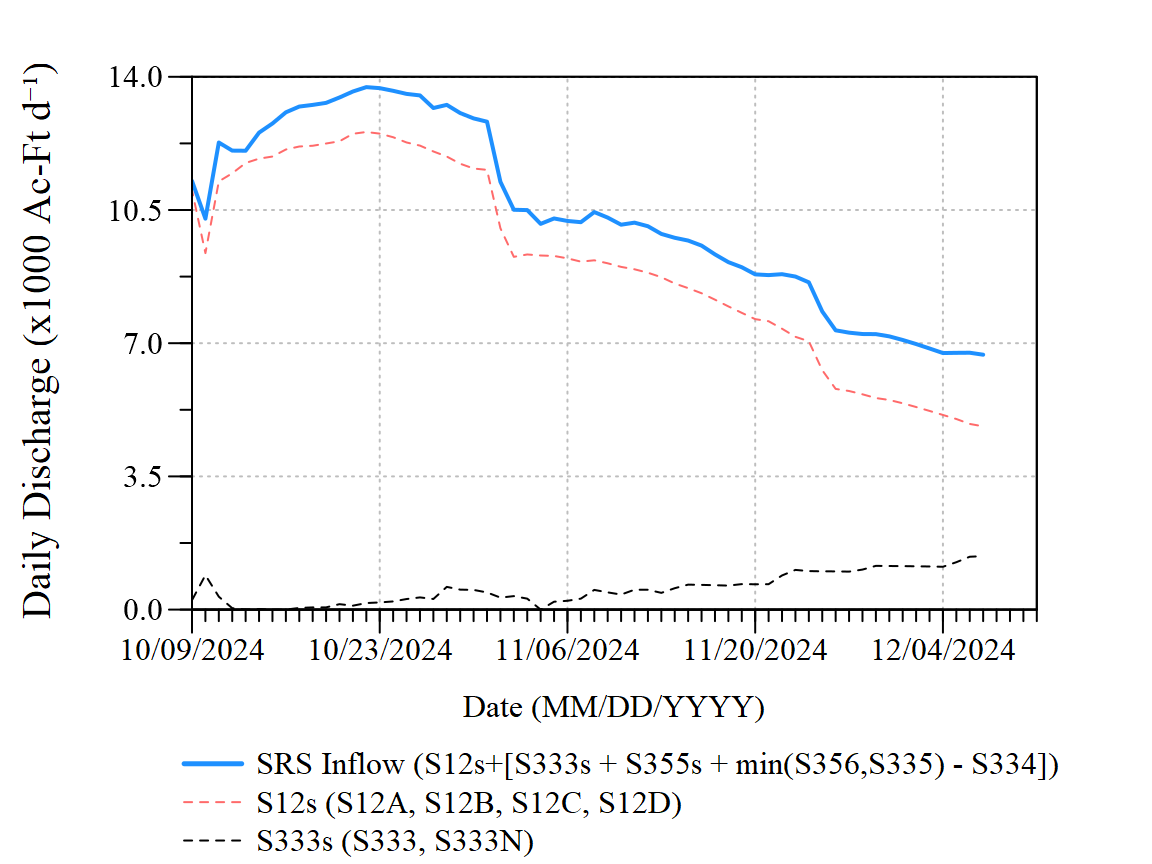 Daily Discharge (x1000 Ac-Ft d⁻¹)
14.0
10.5
7.0
3.5
0.0
10/09/2024 10/23/2024 11/06/2024 11/20/2024 12/04/2024
Date (MM/DD/YYYY)
SRS Inflow (S12s+[S333s + S355s + min(S356,S335) - S334])
S12s (S12A, S12B, S12C, S12D)
S333s (S333, S333N)